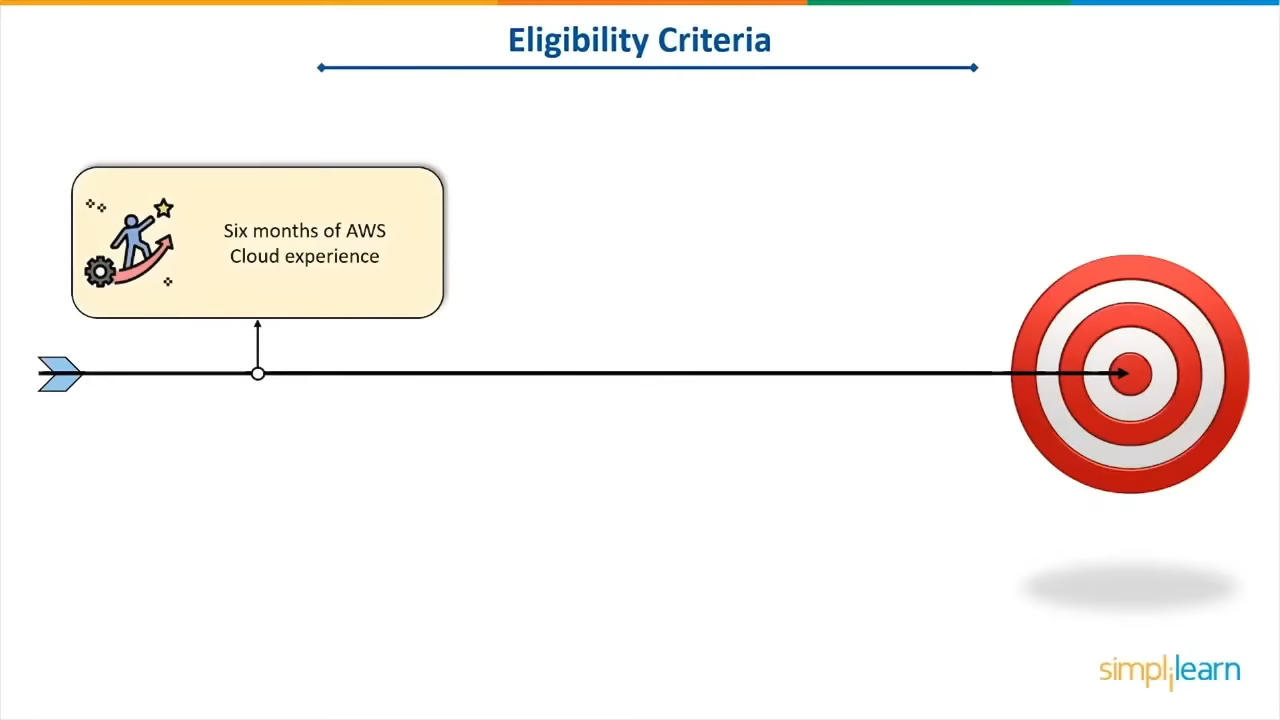 Eligibility Criteria
Six months of AWS
Cloud experience
simplilearn